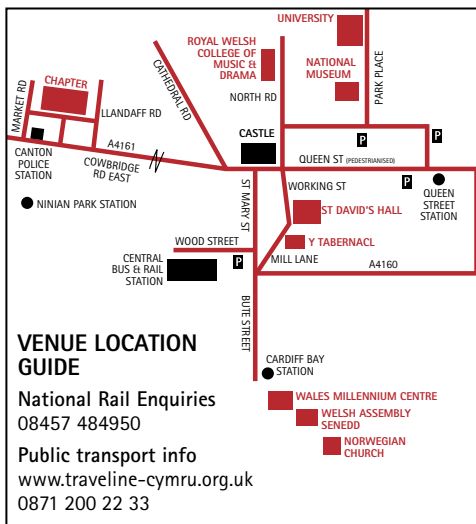 UNIVERSITY
ROYAL WELSH
COLLEGE OF
MUSIC &
DRAMA
NATIONAL
MUSEUM
PARK PLACE
CATHEDRAL RD
NORTH RD
CHAPTER
MARKET RD
LLANDAFF RD
CASTLE
P
P
A4161
CANTON
POLICE
STATION
COWBRIDGE
RD EAST
QUEEN ST (PEDESTRIANISED)
P
QUEEN
STREET
STATION
ST MARY ST
WORKING ST
NINIAN PARK STATION
ST DAVID'S HALL
WOOD STREET
Y TABERNACL
CENTRAL
BUS & RAIL
STATION
P
MILL LANE
A4160
BUTE STREET
VENUE LOCATION
GUIDE
CARDIFF BAY
STATION
National Rail Enquiries
08457 484950
WALES MILLENNIUM CENTRE
WELSH ASSEMBLY
SENEDD
NORWEGIAN
CHURCH
Public transport info
www.traveline-cymru.org.uk
0871 200 22 33